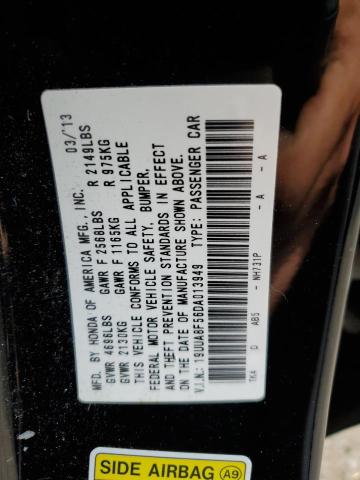 MFD. BY HONDA OF AMERICA MFG., INC. 03/'13
GVWR 4696LBS GAWR F 2568LBS R 2149LBS
GVWR 2130KG GAWR F 1165KG R 975KG
THIS VEHICLE CONFORMS TO ALL APPLICABLE
FEDERAL MOTOR VEHICLE SAFETY, BUMPER,
AND THEFT PREVENTION STANDARDS IN EFFECT
ON THE DATE OF MANUFACTURE SHOWN ABOVE.
V.I.N.: 19UUA8F56DA013949 TYPE: PASSENGER CAR
TK4 D AB5 - NH731P - A - A
SIDE AIRBAG A9